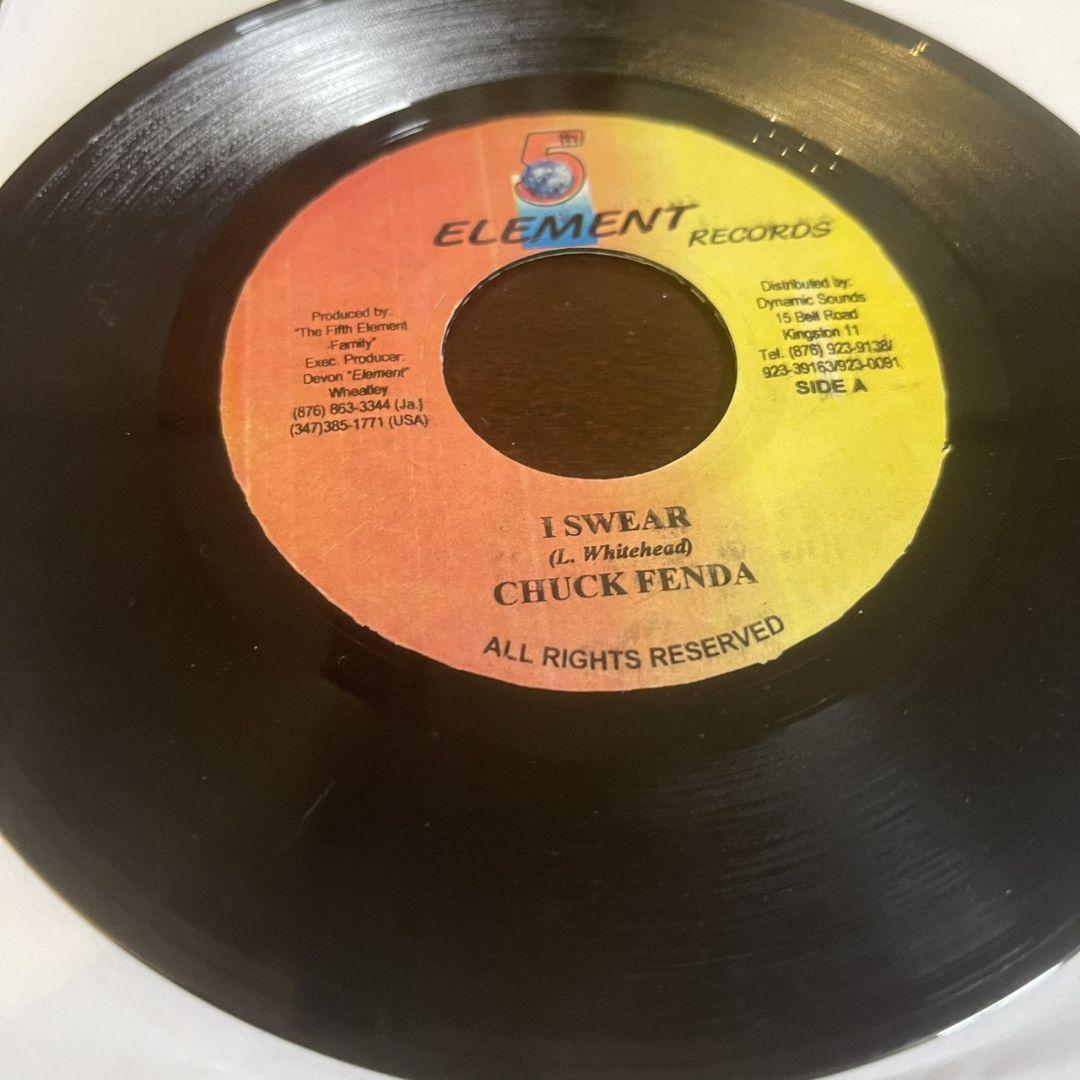 5th
ELEMENT RECORDS
Produced by:
"The Fifth Element
Family"
Exec. Producer:
Devon "Element"
Wheatley
(876) 863-3344 (Ja.)
(347)385-1771 (USA)
Distributed by:
Dynamic Sounds
15 Bell Road
Kingston 11
Tel. (876) 923-9138/
923-39163/923-0091
SIDE A
I SWEAR
(L. Whitehead)
CHUCK FENDA
ALL RIGHTS RESERVED